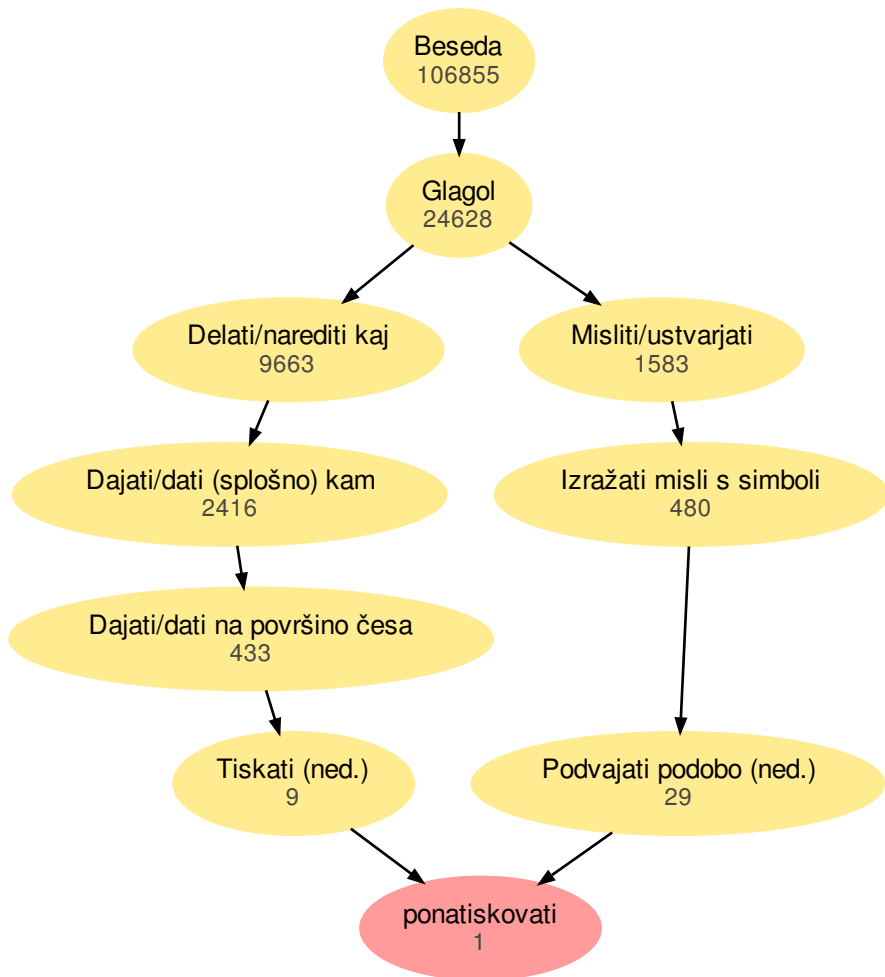 Beseda
106855
Glagol
24628
Delati/narediti kaj
9663
Misliti/ustvarjati
1583
Dajati/dati (splošno) kam
2416
Izražati misli s simboli
480
Dajati/dati na površino česa
433
Tiskati (ned.)
9
Podvajati podobo (ned.)
29
ponatiskovati
1